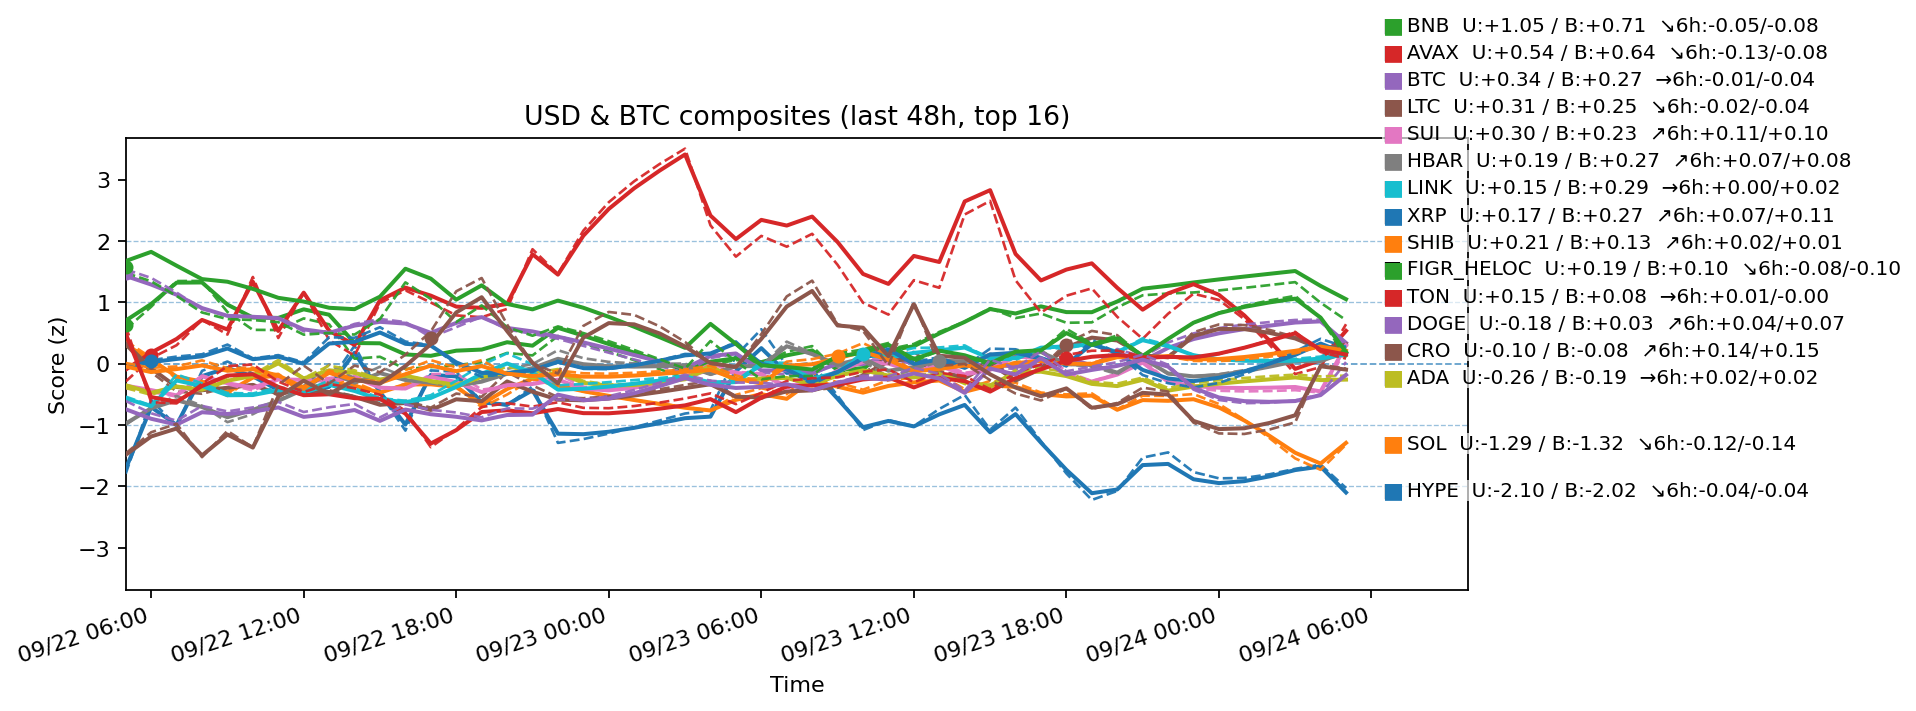 BNB U:+1.05 / B:+0.71 ↘6h:-0.05/-0.08
AVAX U:+0.54 / B:+0.64 ↘6h:-0.13/-0.08
BTC U:+0.34 / B:+0.27 →6h:-0.01/-0.04
LTC U:+0.31 / B:+0.25 ↘6h:-0.02/-0.04
SUI U:+0.30 / B:+0.23 ↗6h:+0.11/+0.10
HBAR U:+0.19 / B:+0.27 ↗6h:+0.07/+0.08
LINK U:+0.15 / B:+0.29 →6h:+0.00/+0.02
XRP U:+0.17 / B:+0.27 ↗6h:+0.07/+0.11
SHIB U:+0.21 / B:+0.13 ↗6h:+0.02/+0.01
FIGR_HELOC U:+0.19 / B:+0.10 ↘6h:-0.08/-0.10
TON U:+0.15 / B:+0.08 →6h:+0.01/-0.00
DOGE U:-0.18 / B:+0.03 ↗6h:+0.04/+0.07
CRO U:-0.10 / B:-0.08 ↗6h:+0.14/+0.15
ADA U:-0.26 / B:-0.19 →6h:+0.02/+0.02
SOL U:-1.29 / B:-1.32 ↘6h:-0.12/-0.14
HYPE U:-2.10 / B:-2.02 ↘6h:-0.04/-0.04
USD & BTC composites (last 48h, top 16)
Score (z)
3
2
1
0
−1
−2
−3
09/22 06:00
09/22 12:00
09/22 18:00
09/23 00:00
09/23 06:00
09/23 12:00
09/23 18:00
09/24 00:00
09/24 06:00
Time